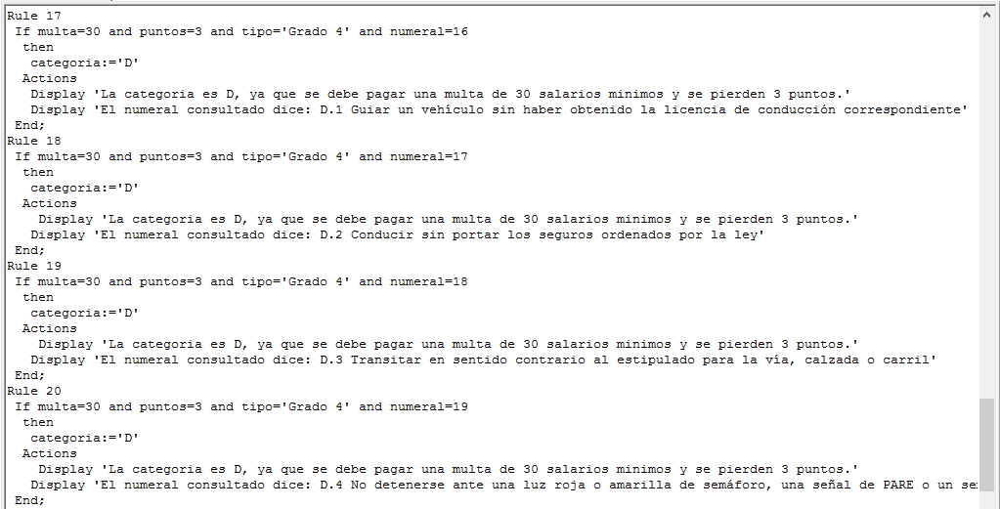 Rule 17
If multa=30 and puntos=3 and tipo='Grado 4' and numeral=16
then
categoria:='D'
Actions
Display 'La categoria es D, ya que se debe pagar una multa de 30 salarios minimos y se pierden 3 puntos.'
Display 'El numeral consultado dice: D.1 Guiar un vehículo sin haber obtenido la licencia de conducción correspondiente'
End;
Rule 18
If multa=30 and puntos=3 and tipo='Grado 4' and numeral=17
then
categoria:='D'
Actions
Display 'La categoria es D, ya que se debe pagar una multa de 30 salarios minimos y se pierden 3 puntos.'
Display 'El numeral consultado dice: D.2 Conducir sin portar los seguros ordenados por la ley'
End;
Rule 19
If multa=30 and puntos=3 and tipo='Grado 4' and numeral=18
then
categoria:='D'
Actions
Display 'La categoria es D, ya que se debe pagar una multa de 30 salarios minimos y se pierden 3 puntos.'
Display 'El numeral consultado dice: D.3 Transitar en sentido contrario al estipulado para la vía, calzada o carril'
End;
Rule 20
If multa=30 and puntos=3 and tipo='Grado 4' and numeral=19
then
categoria:='D'
Actions
Display 'La categoria es D, ya que se debe pagar una multa de 30 salarios minimos y se pierden 3 puntos.'
Display 'El numeral consultado dice: D.4 No detenerse ante una luz roja o amarilla de semáforo, una señal de PARE o un
End;